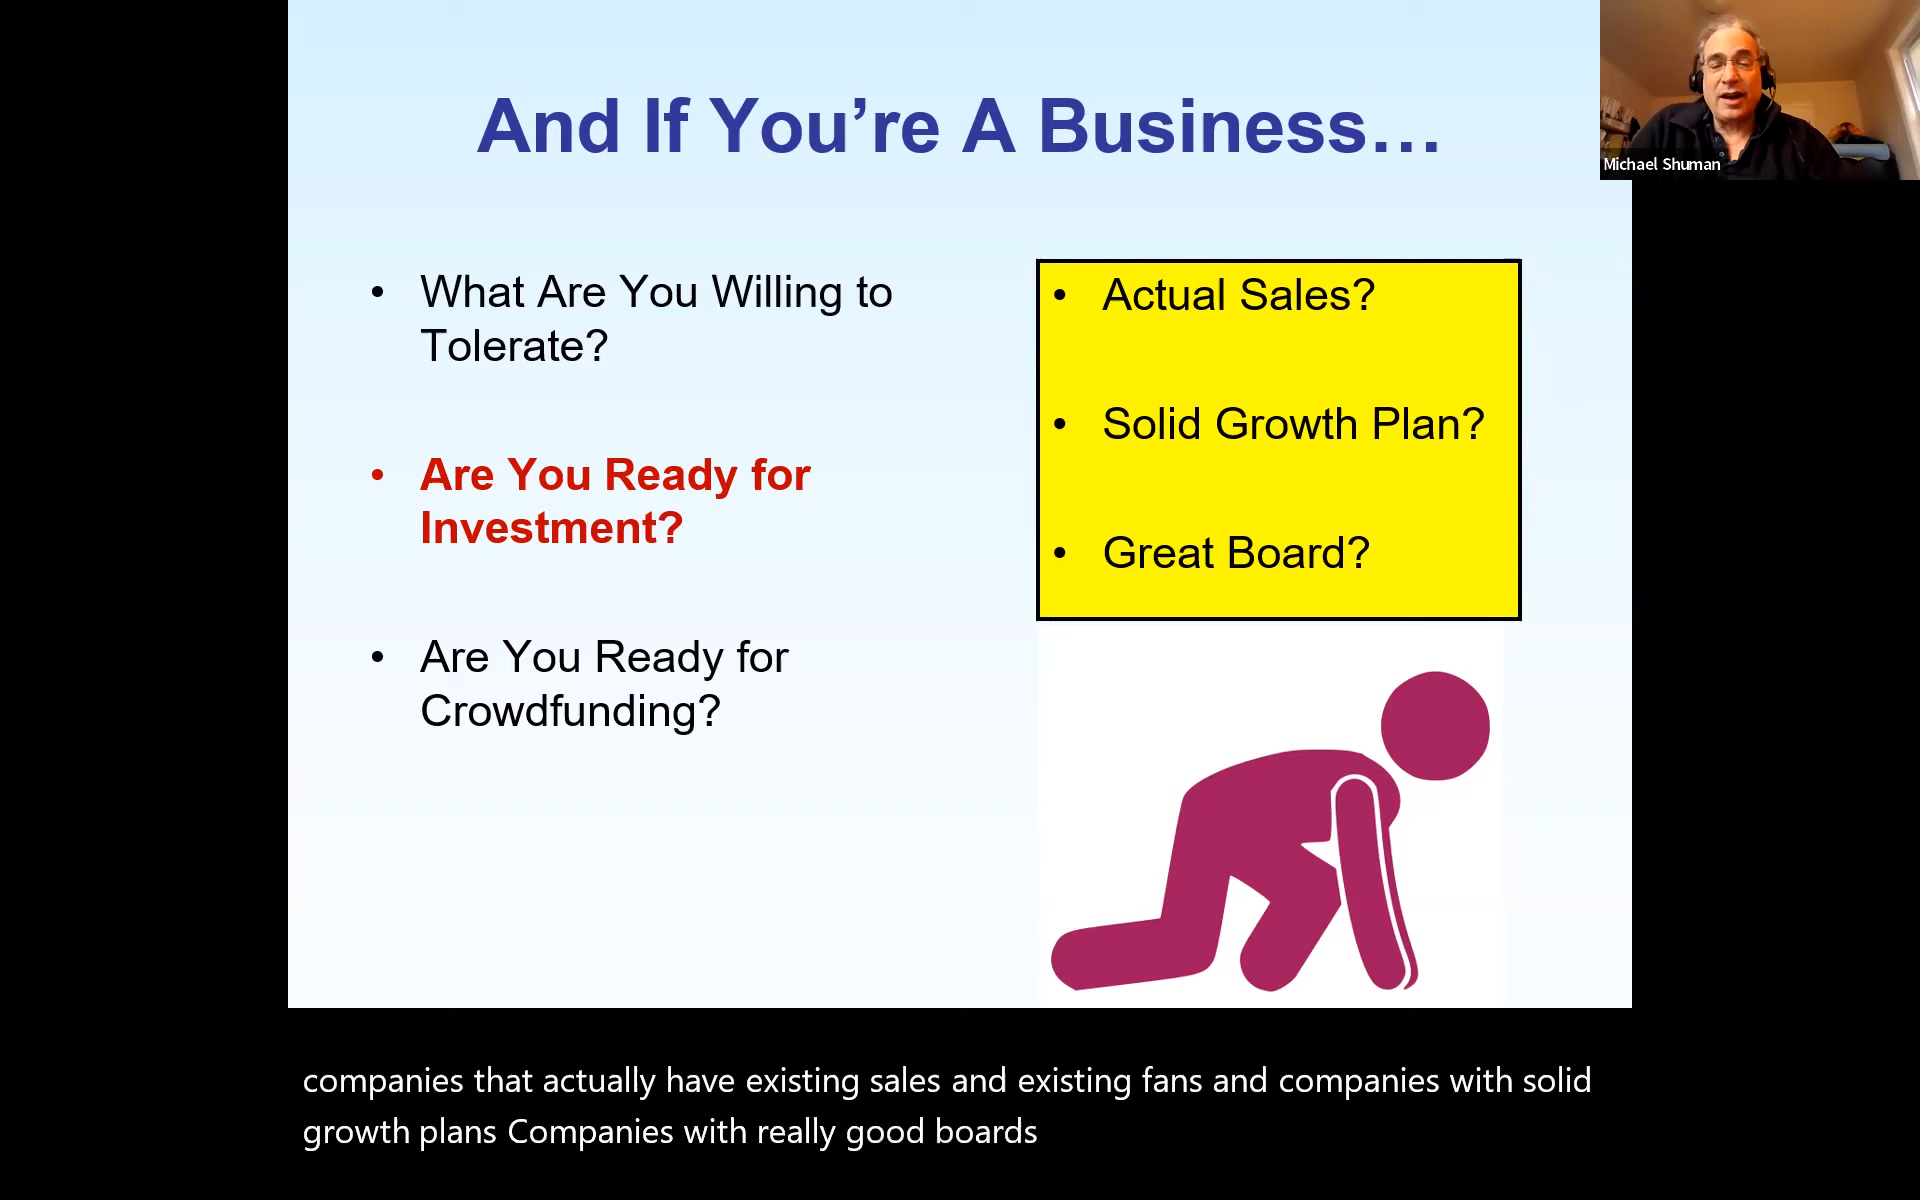 And If You’re A Business…
Michael Shuman
• What Are You Willing to
Tolerate?
• Are You Ready for
Investment?
• Are You Ready for
Crowdfunding?
• Actual Sales?
• Solid Growth Plan?
• Great Board?
companies that actually have existing sales and existing fans and companies with solid
growth plans Companies with really good boards